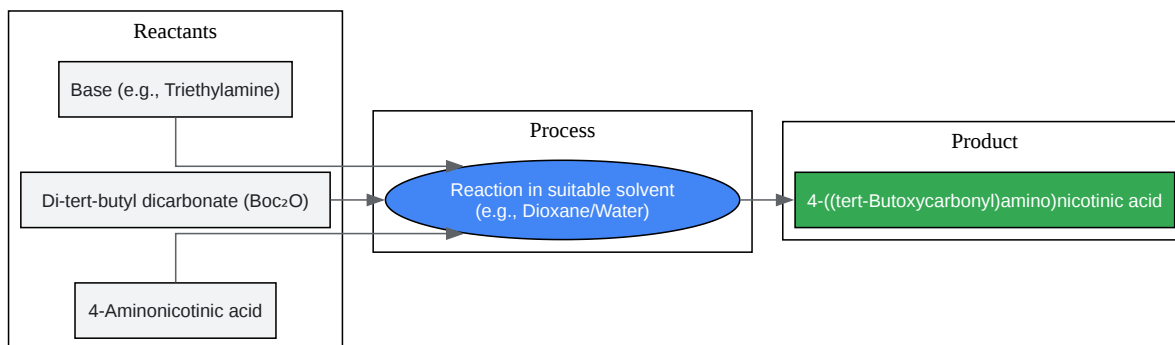 Reactants
Base (e.g., Triethylamine)
Di-tert-butyl dicarbonate (Boc₂O)
4-Aminonicotinic acid
Process
Reaction in suitable solvent
(e.g., Dioxane/Water)
Product
4-((tert-Butoxycarbonyl)amino)nicotinic acid